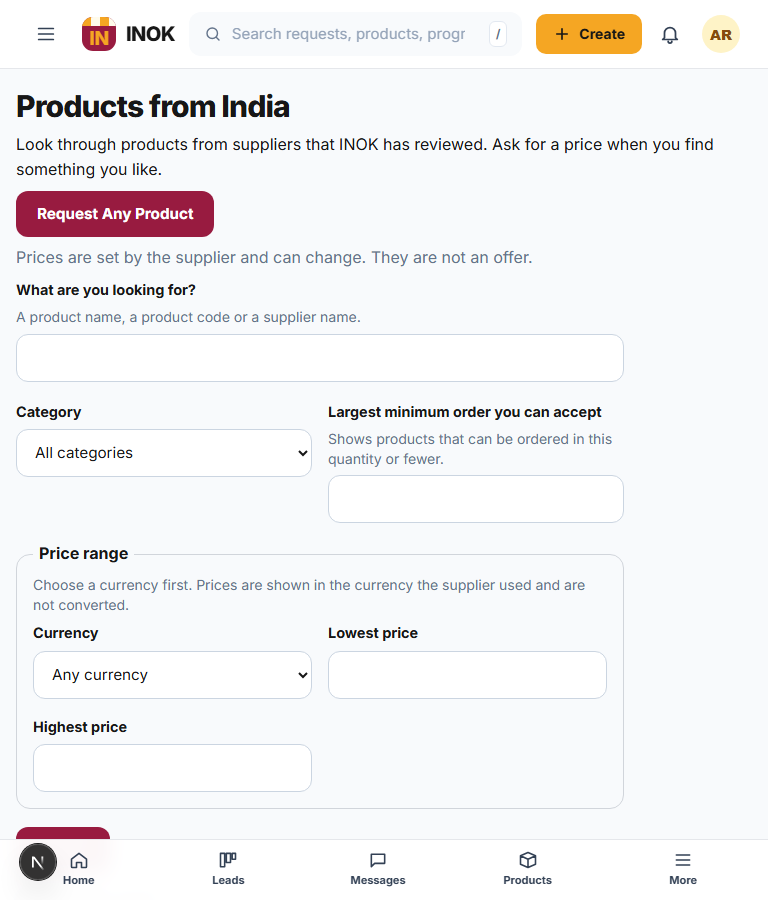 IN INOK
Search requests, products, progr
/
Create
AR
Products from India
Look through products from suppliers that INOK has reviewed. Ask for a price when you find
something you like.
Request Any Product
Prices are set by the supplier and can change. They are not an offer.
What are you looking for?
A product name, a product code or a supplier name.
Category
All categories
Largest minimum order you can accept
Shows products that can be ordered in this
quantity or fewer.
Price range
Choose a currency first. Prices are shown in the currency the supplier used and are
not converted.
Currency
Any currency
Lowest price
Highest price
N
Home
Leads
Messages
Products
More